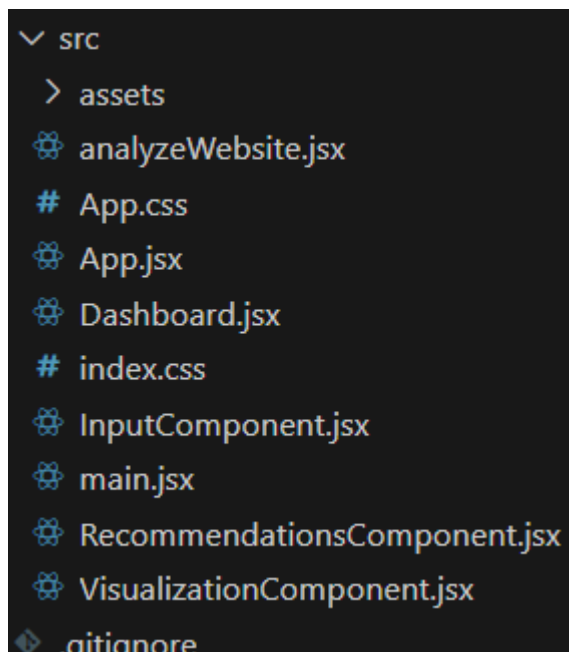 src
assets
analyzeWebsite.jsx
# App.css
App.jsx
Dashboard.jsx
# index.css
InputComponent.jsx
main.jsx
RecommendationsComponent.jsx
VisualizationComponent.jsx
.gitignore